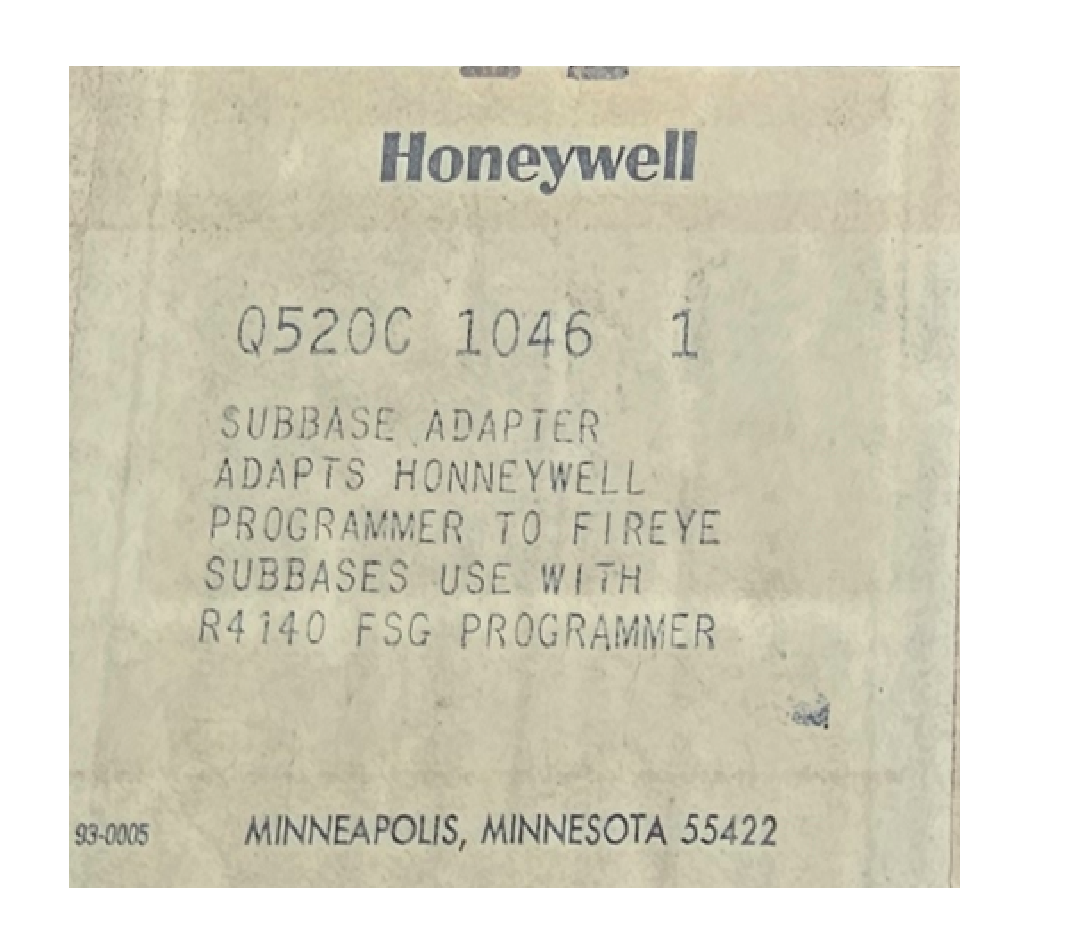 Honeywell
Q520C 1046 1
SUBBASE ADAPTER
ADAPTS HONNEYWELL
PROGRAMMER TO FIREYE
SUBBASES USE WITH
R4140 FSG PROGRAMMER
93-0005 MINNEAPOLIS, MINNESOTA 55422